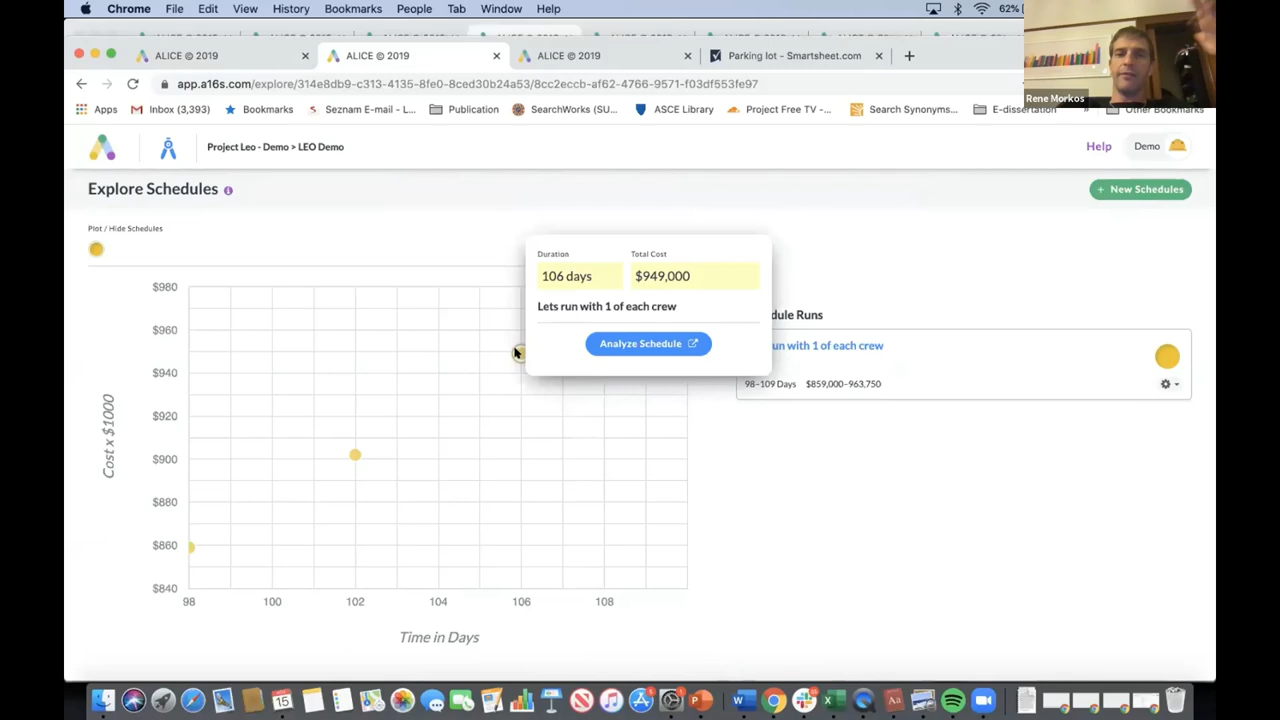 Chrome File Edit View History Bookmarks People Tab Window Help
62%
ALICE © 2019
ALICE © 2019
ALICE © 2019
Parking lot - Smartsheet.com
app.a16s.com/explore/314e8db9-c313-4135-8fe0-8ced30b24a53/8cc2eccb-af62-4766-9571-f03df553fe97
Apps Inbox (3,393) Bookmarks Seznam E-mail - L... Publication SearchWorks (SU... ASCE Library Project Free TV -... Search Synonyms... E-dissertation » Other Bookmarks
Rene Morkos
Project Leo - Demo > LEO Demo
Help
Demo
Explore Schedules
+ New Schedules
Plot / Hide Schedules
Duration Total Cost
106 days $949,000
Lets run with 1 of each crew
Analyze Schedule
dule Runs
run with 1 of each crew
98–109 Days $859,000–963,750
$980
$960
$940
$920
$900
$880
$860
$840
Cost x $1000
98 100 102 104 106 108
Time in Days
15